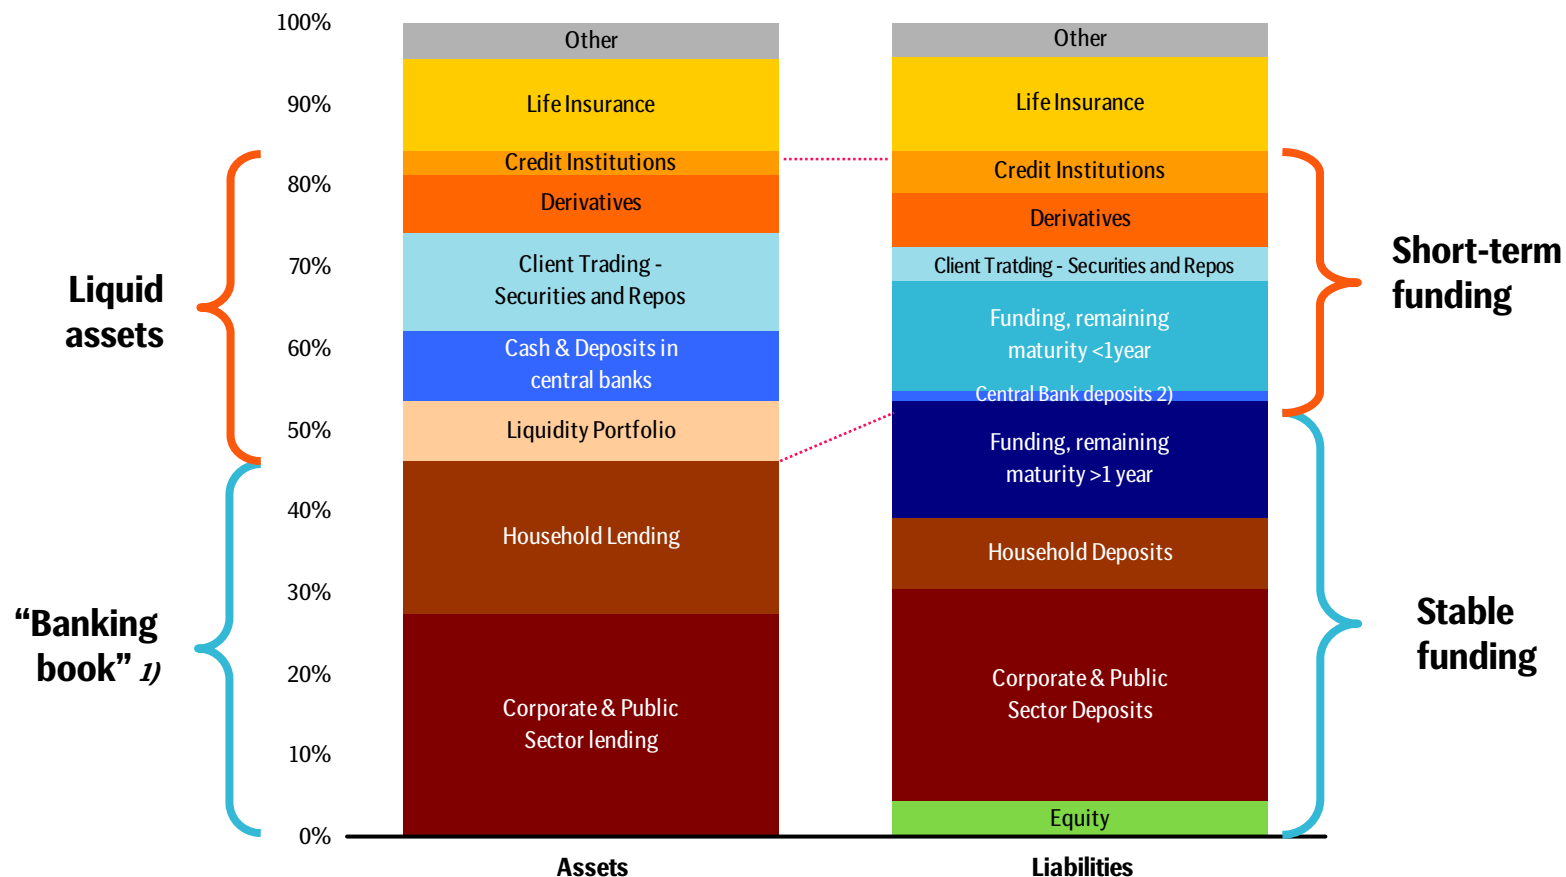 100%
90%
80%
70%
60%
50%
40%
30%
20%
10%
0%
Liquid
assets
“Banking
book” 1)
Other
Life Insurance
Credit Institutions
Derivatives
Client Trading -
Securities and Repos
Cash & Deposits in
central banks
Liquidity Portfolio
Household Lending
Corporate & Public
Sector lending
Assets
Other
Life Insurance
Credit Institutions
Derivatives
Client Tratding - Securities and Repos
Funding, remaining
maturity <1year
Central Bank deposits 2)
Funding, remaining
maturity >1 year
Household Deposits
Corporate & Public
Sector Deposits
Equity
Liabilities
Short-term
funding
Stable
funding